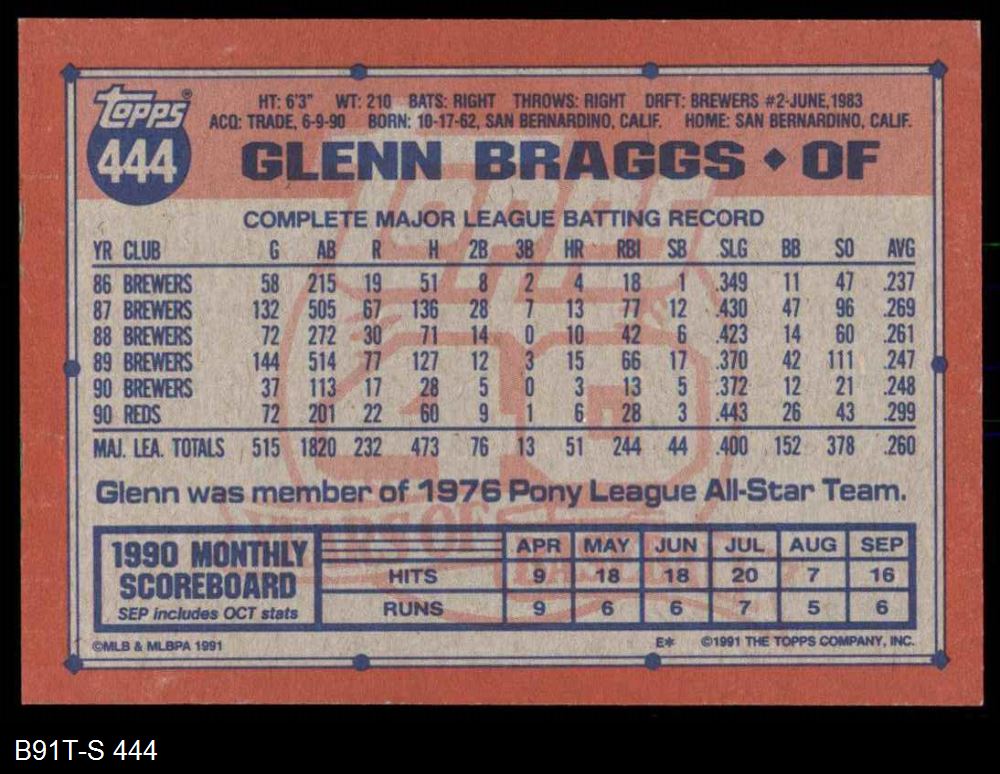 Topps®
444
HT: 6'3" WT: 210 BATS: RIGHT THROWS: RIGHT DRFT: BREWERS #2-JUNE, 1983
ACQ: TRADE, 6-9-90 BORN: 10-17-62, SAN BERNARDINO, CALIF. HOME: SAN BERNARDINO, CALIF.
GLENN BRAGGS ◆ OF
COMPLETE MAJOR LEAGUE BATTING RECORD
YR CLUB G AB R H 2B 3B HR RBI SB SLG BB SO AVG
86 BREWERS 58 215 19 51 8 2 4 18 1 .349 11 47 .237
87 BREWERS 132 505 67 136 28 7 13 77 12 .430 47 96 .269
88 BREWERS 72 272 30 71 14 0 10 42 6 .423 14 60 .261
89 BREWERS 144 514 77 127 12 3 15 66 17 .370 42 111 .247
90 BREWERS 37 113 17 28 5 0 3 13 5 .372 12 21 .248
90 REDS 72 201 22 60 9 1 6 28 3 .443 26 43 .299
MAJ. LEA. TOTALS 515 1820 232 473 76 13 51 244 44 .400 152 378 .260
Glenn was member of 1976 Pony League All-Star Team.
1990 MONTHLY
SCOREBOARD
SEP includes OCT stats
APR MAY JUN JUL AUG SEP
HITS 9 18 18 20 7 16
RUNS 9 6 6 7 5 6
©MLB & MLBPA 1991 E* ©1991 THE TOPPS COMPANY, INC.
Topps
40
YEARS OF
BASEBALL
B91T-S 444